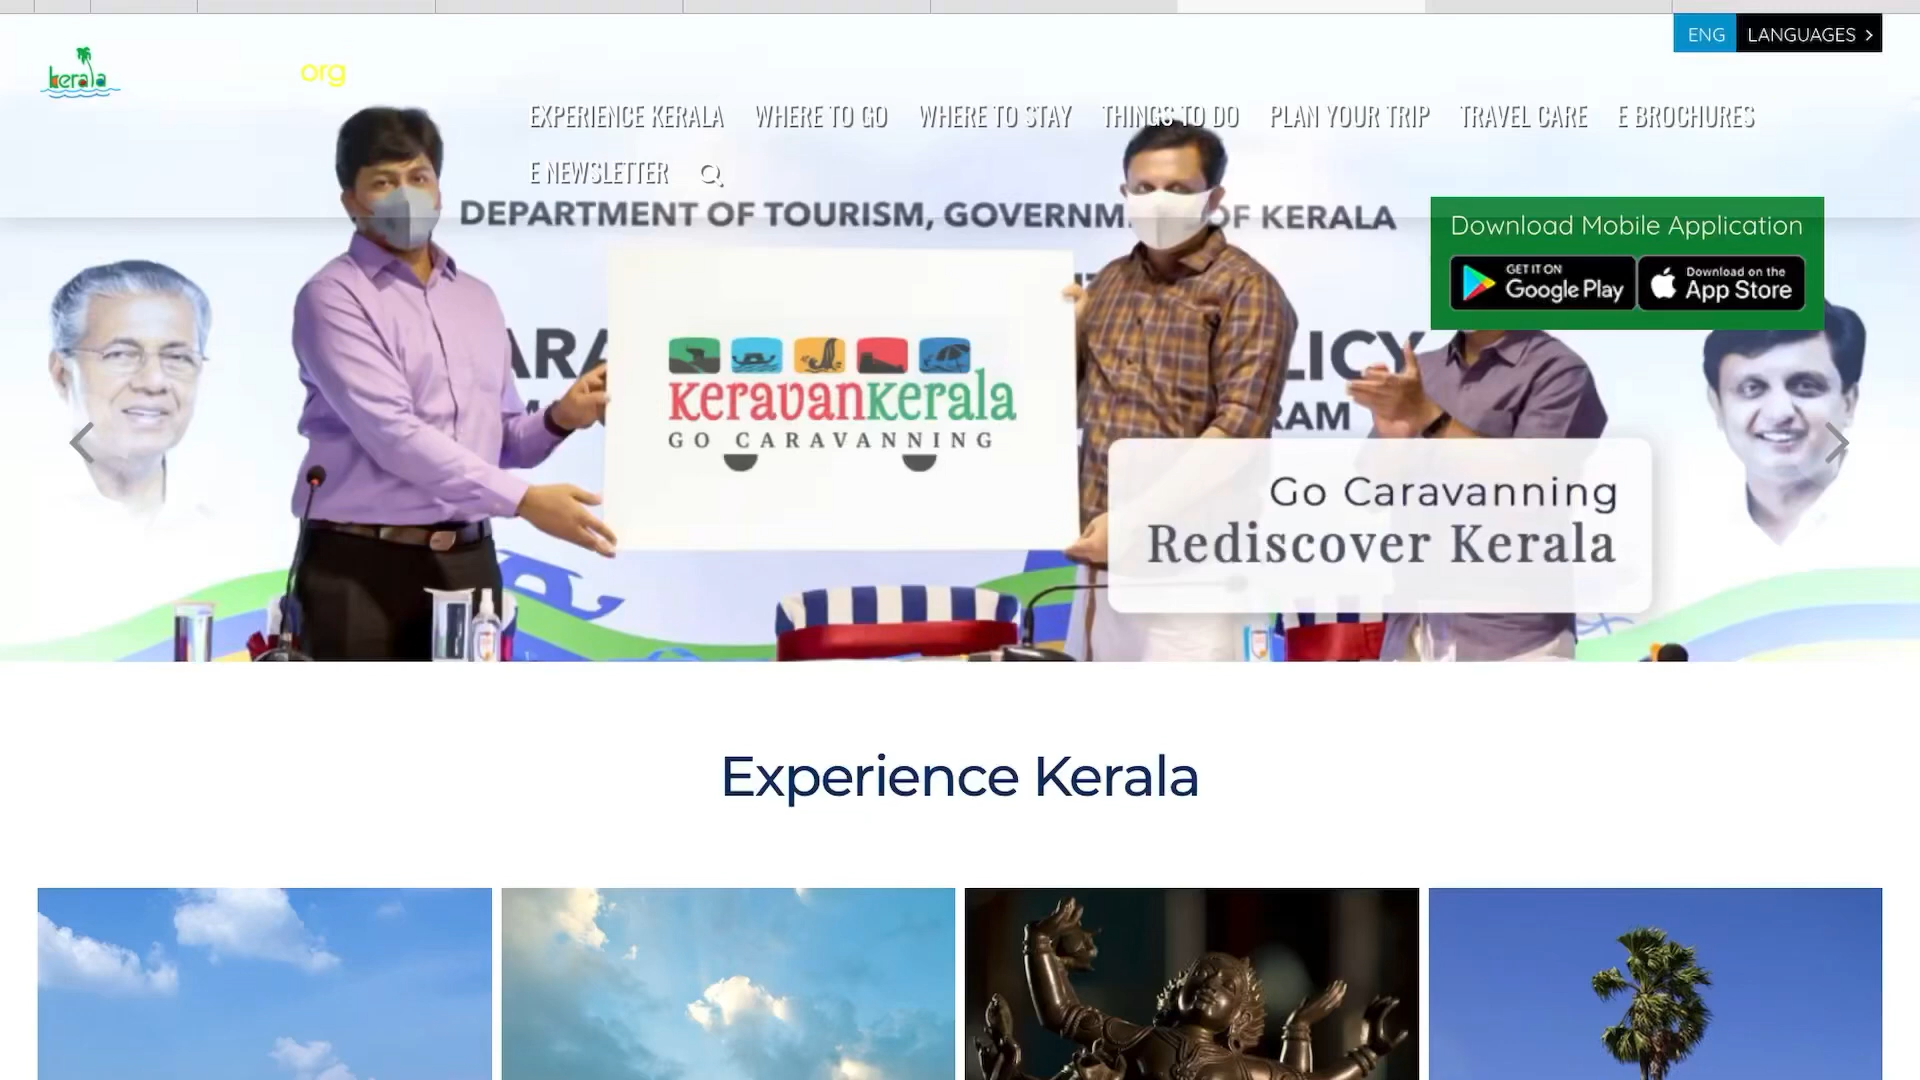 ENG LANGUAGES
kerala
org
EXPERIENCE KERALA WHERE TO GO WHERE TO STAY THINGS TO DO PLAN YOUR TRIP TRAVEL CARE E BROCHURES
E NEWSLETTER
DEPARTMENT OF TOURISM, GOVERNM OF KERALA
Download Mobile Application
GET IT ON
Google Play
Download on the
App Store
LICY
RAM
keravankerala
GO CARAVANNING
Go Caravanning
Rediscover Kerala
Experience Kerala